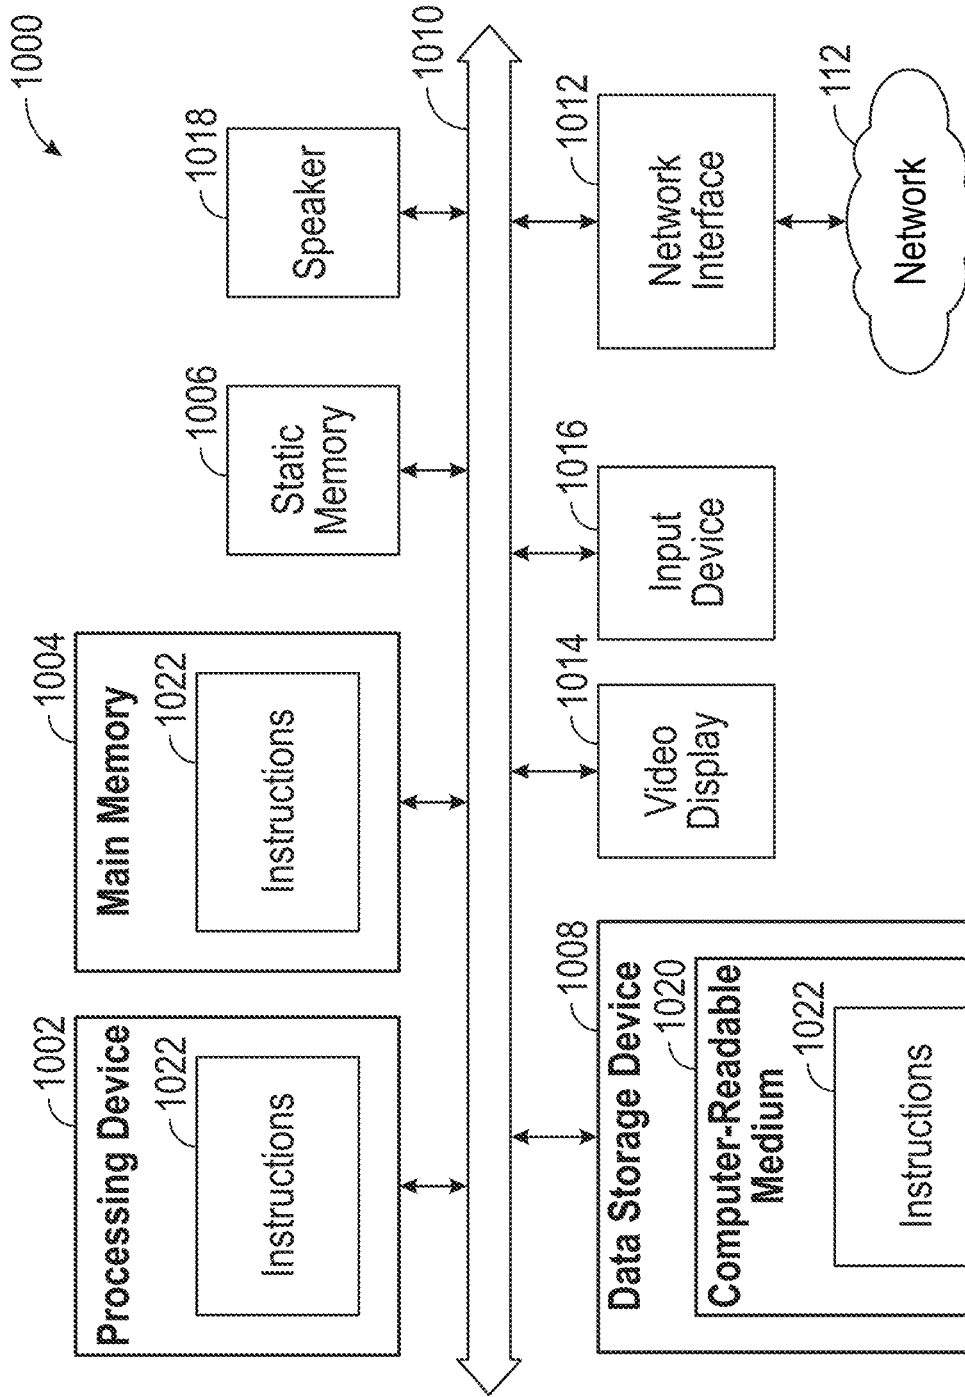 1000
1002
Processing Device
1022
Instructions
1004
Main Memory
1022
Instructions
1006
Static
Memory
1018
Speaker
1010
1008
Data Storage Device
1020
Computer-Readable
Medium
1022
Instructions
1014
Video
Display
1016
Input
Device
1012
Network
Interface
112
Network